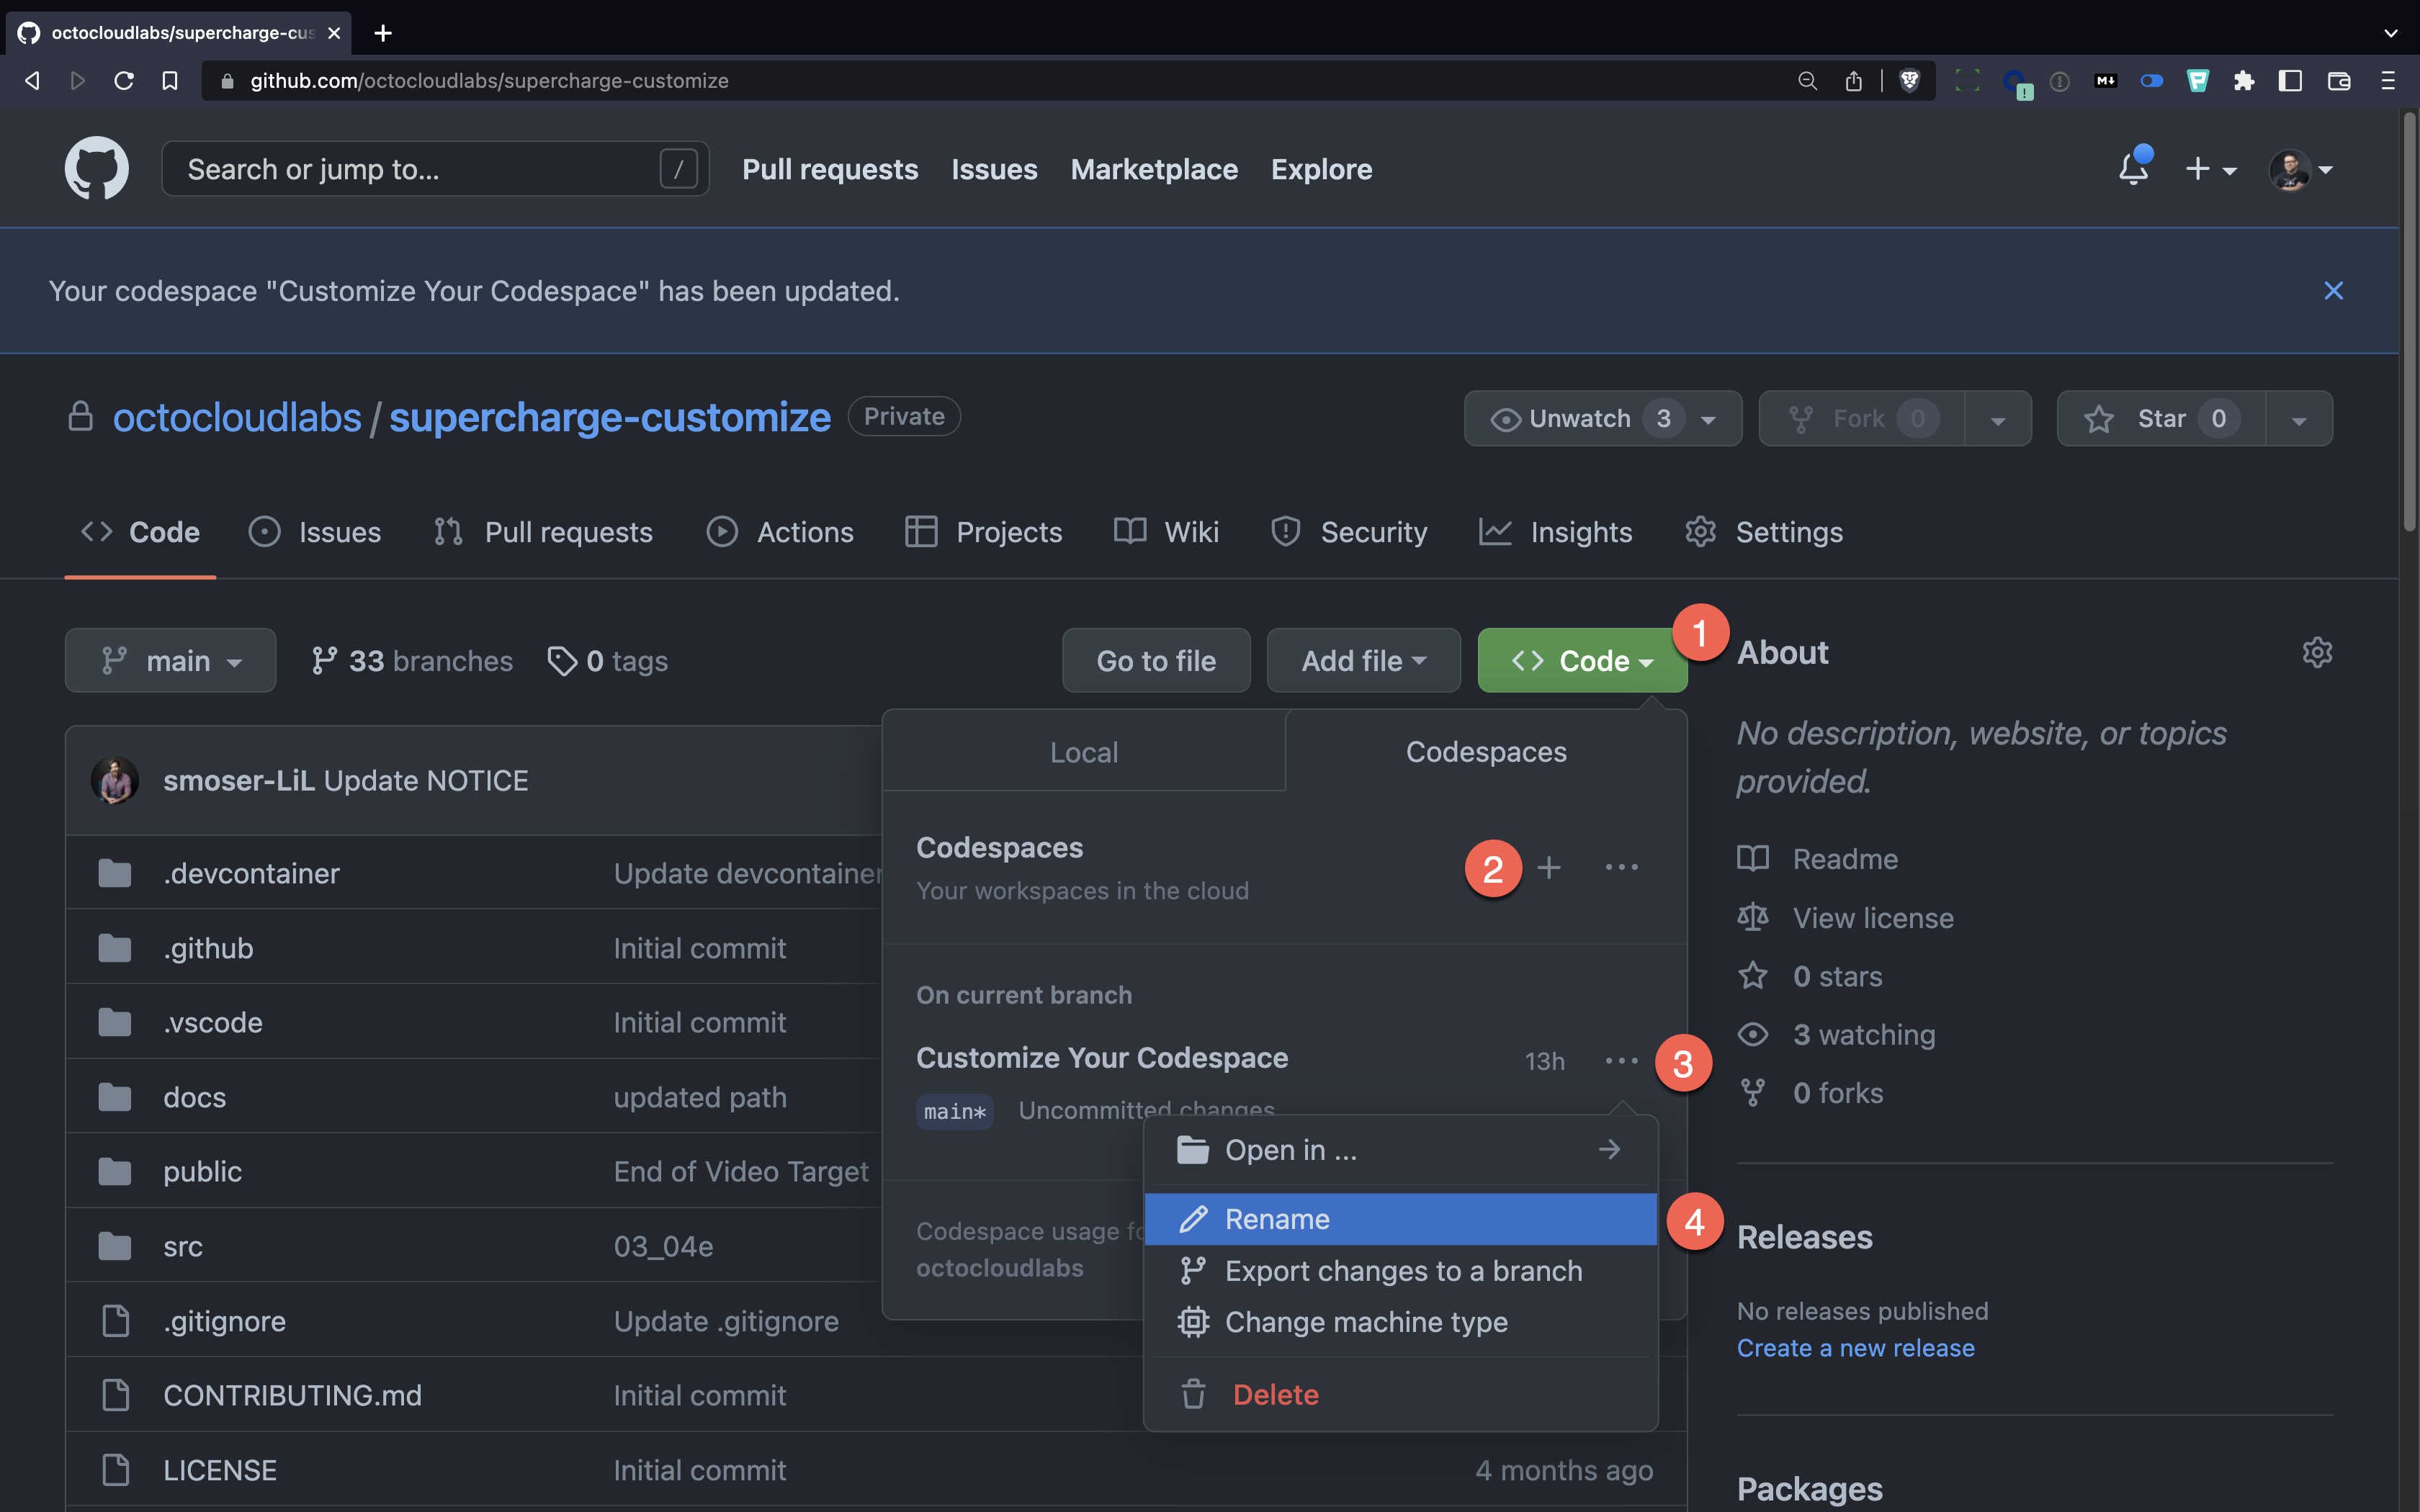 octocloudlabs/supercharge-cus
github.com/octocloudlabs/supercharge-customize
Search or jump to... /
Pull requests Issues Marketplace Explore
Your codespace "Customize Your Codespace" has been updated.
octocloudlabs / supercharge-customize Private
Unwatch 3 Fork 0 Star 0
Code Issues Pull requests Actions Projects Wiki Security Insights Settings
main 33 branches 0 tags Go to file Add file Code 1
smoser-LiL Update NOTICE
.devcontainer Update devcontainer
.github Initial commit
.vscode Initial commit
docs updated path
public End of Video Target
src 03_04e
.gitignore Update .gitignore
CONTRIBUTING.md Initial commit
LICENSE Initial commit 4 months ago
Local Codespaces
Codespaces
Your workspaces in the cloud
2
On current branch
Customize Your Codespace 13h
3
main* Uncommitted changes
Open in ...
Rename
4
Export changes to a branch
Change machine type
Delete
Codespace usage fo
octocloudlabs
About
No description, website, or topics
provided.
Readme
View license
0 stars
3 watching
0 forks
Releases
No releases published
Create a new release
Packages